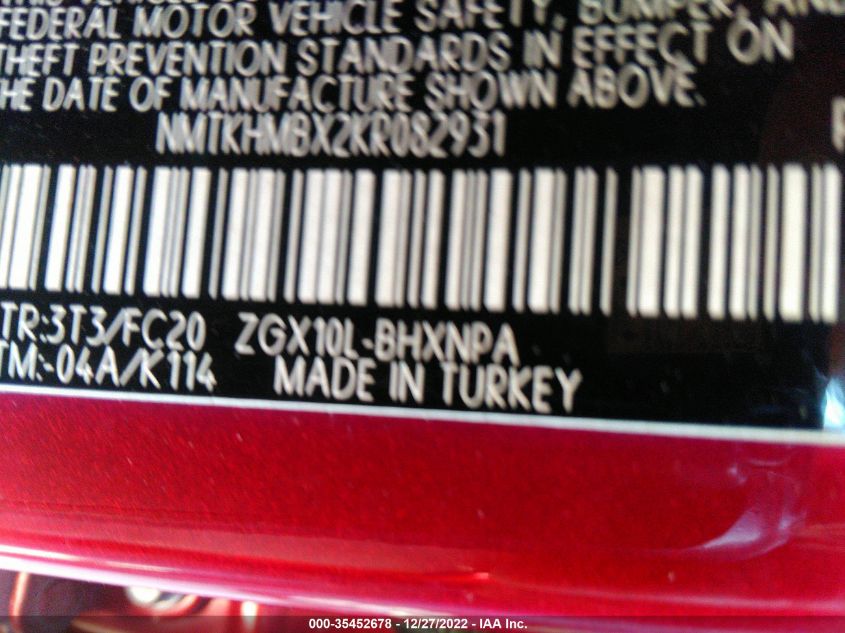 FEDERAL MOTOR VEHICLE SAFETY, BUMPER, AND
THEFT PREVENTION STANDARDS IN EFFECT ON
HE DATE OF MANUFACTURE SHOWN ABOVE.
NMTKHMBX2KR082931
TR:3T3/FC20 ZGX10L-BHXNPA
TM:-04A/K114 MADE IN TURKEY
000-35452678 - 12/27/2022 - IAA Inc.